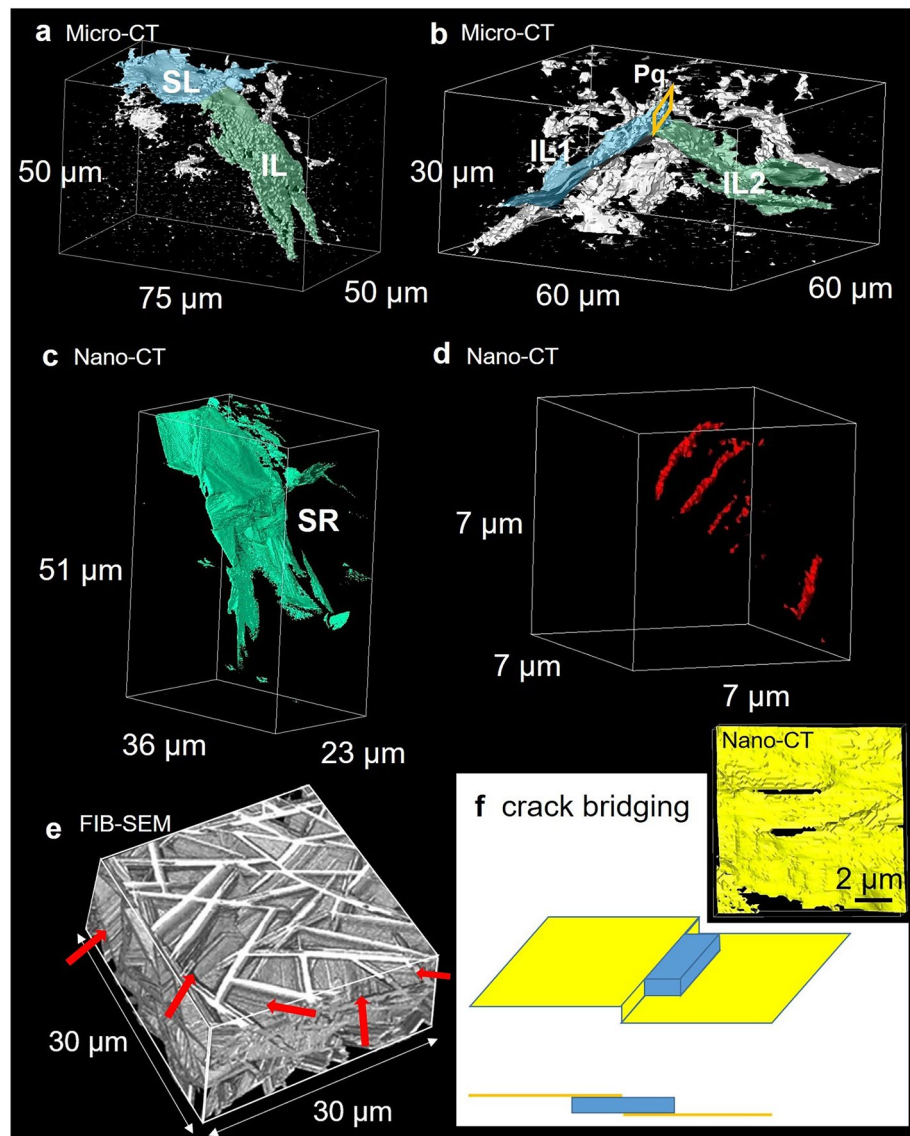 a Micro-CT
SL
IL
50 µm
75 µm
50 µm
b Micro-CT
Pq
IL1
IL2
30 µm
60 µm
60 µm
c Nano-CT
SR
51 µm
36 µm
23 µm
d Nano-CT
7 µm
7 µm
7 µm
e FIB-SEM
30 µm
30 µm
f crack bridging
Nano-CT
2 µm